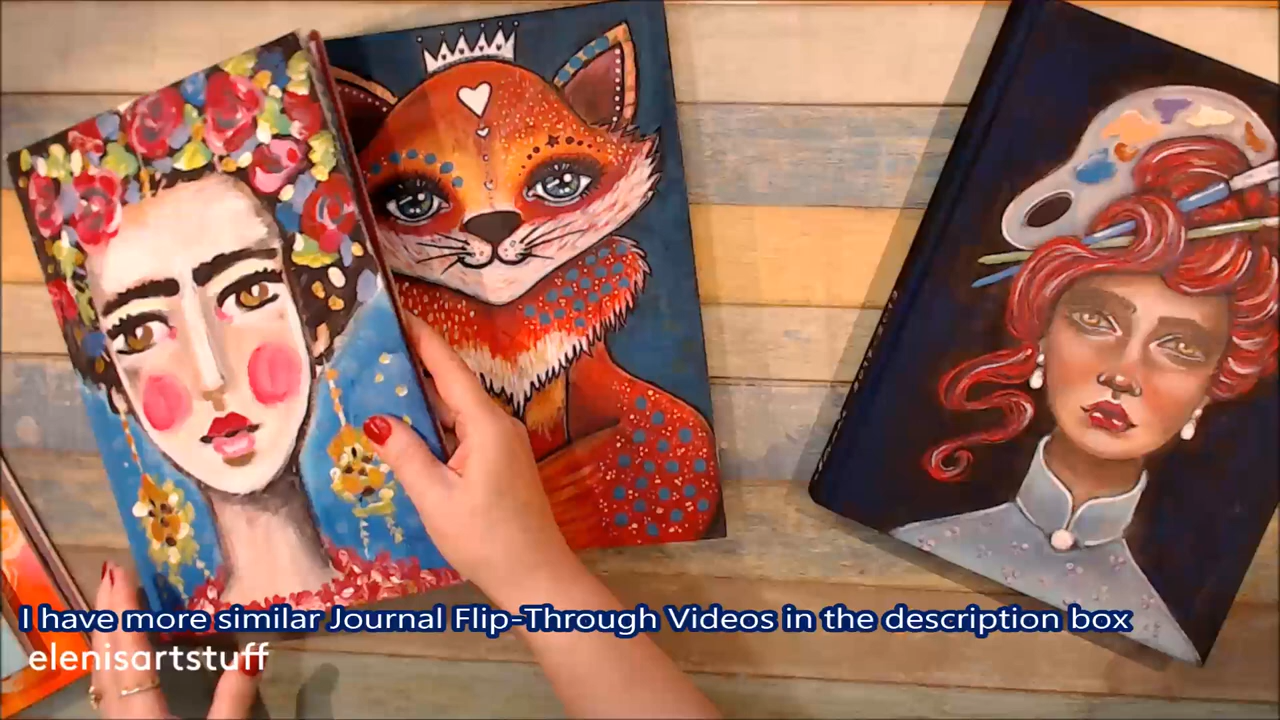 I have more similar Journal Flip-Through Videos in the description box
elenisartstuff